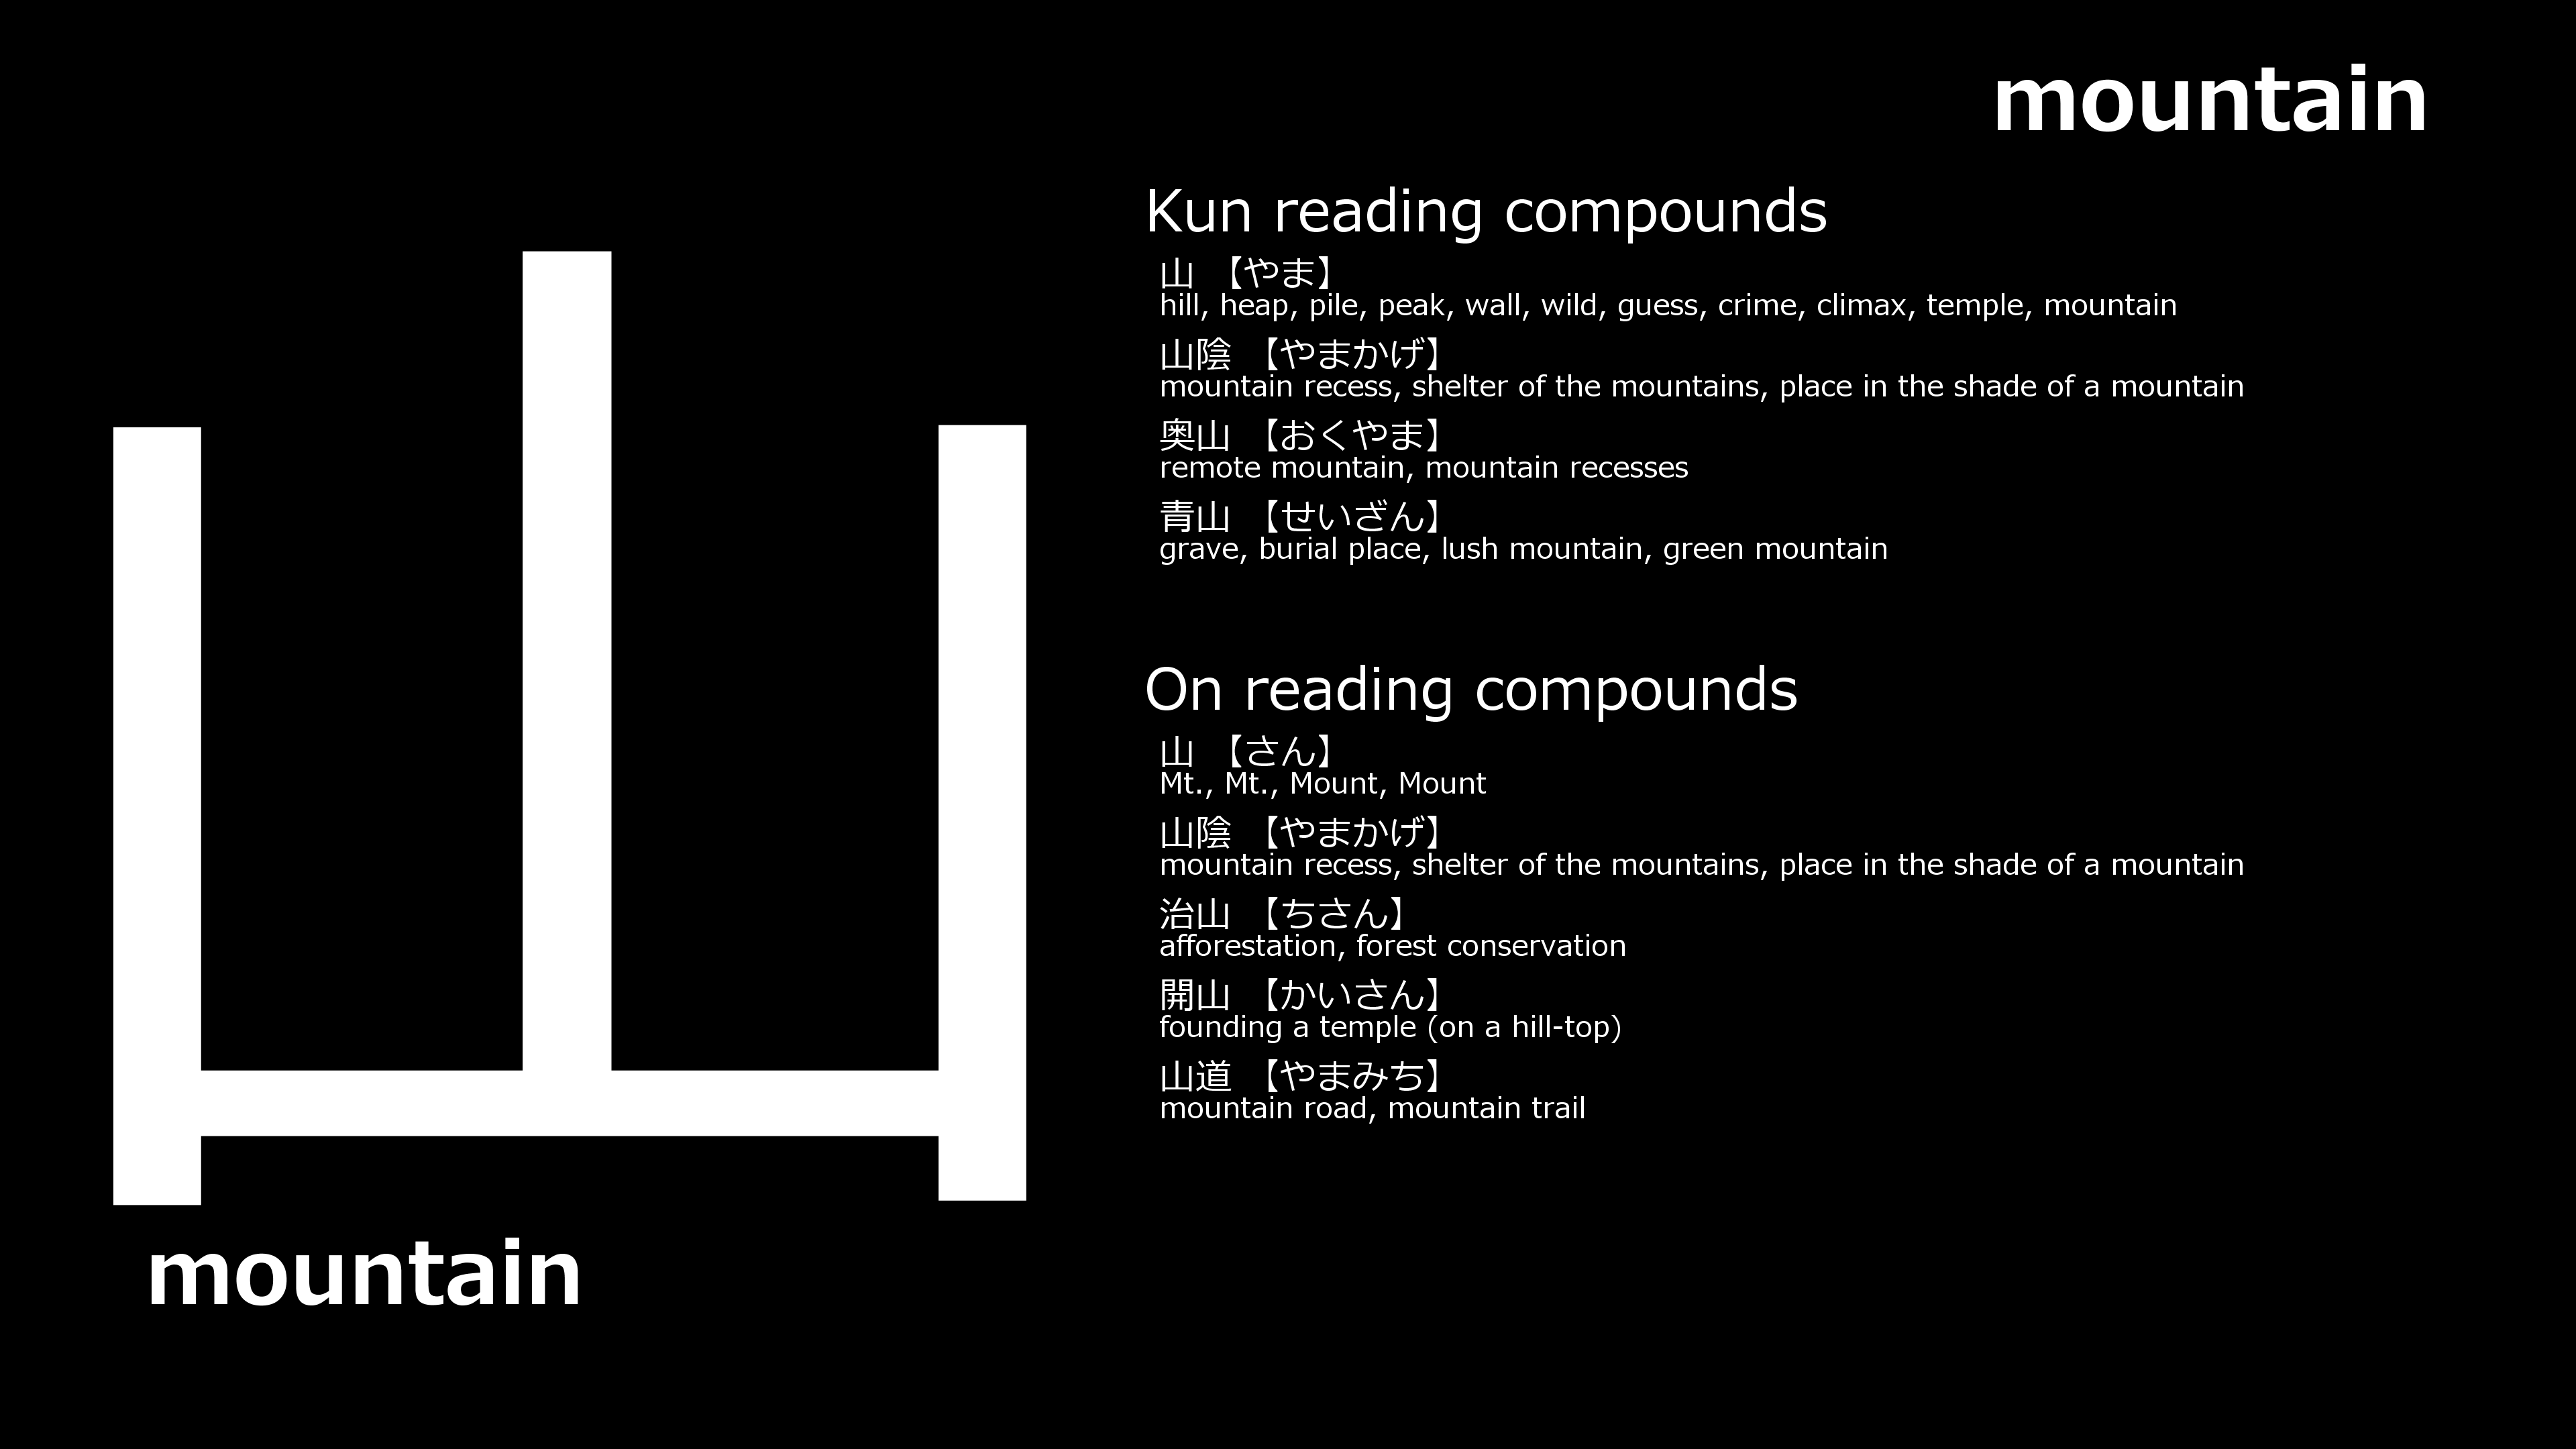 mountain
山
mountain
Kun reading compounds
山 【やま】
hill, heap, pile, peak, wall, wild, guess, crime, climax, temple, mountain
山陰 【やまかげ】
mountain recess, shelter of the mountains, place in the shade of a mountain
奥山 【おくやま】
remote mountain, mountain recesses
青山 【せいざん】
grave, burial place, lush mountain, green mountain
On reading compounds
山 【さん】
Mt., Mt., Mount, Mount
山陰 【やまかげ】
mountain recess, shelter of the mountains, place in the shade of a mountain
治山 【ちさん】
afforestation, forest conservation
開山 【かいさん】
founding a temple (on a hill-top)
山道 【やまみち】
mountain road, mountain trail